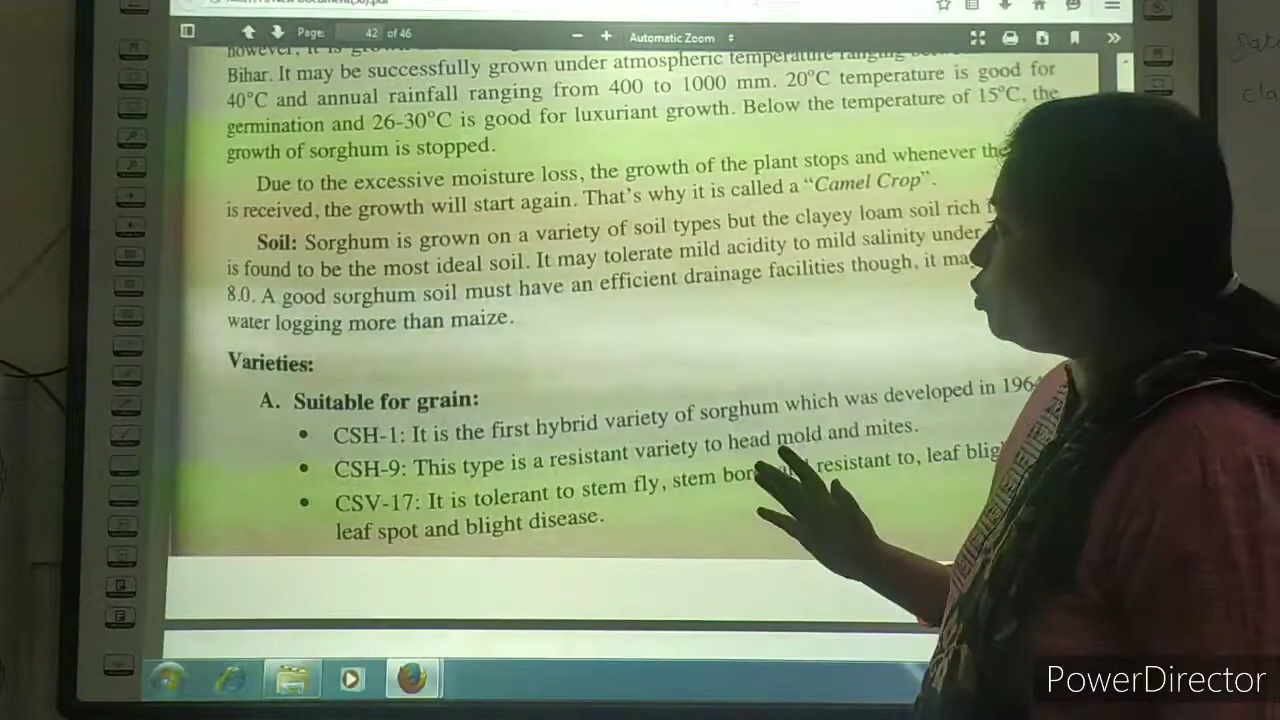 Page: 42 of 46
Automatic Zoom
however, it is
Bihar. It may be successfully grown under atmospheric temperature ranging
40°C and annual rainfall ranging from 400 to 1000 mm. 20°C temperature is good for
germination and 26-30°C is good for luxuriant growth. Below the temperature of 15°C, the
growth of sorghum is stopped.
Due to the excessive moisture loss, the growth of the plant stops and whenever the
is received, the growth will start again. That's why it is called a "Camel Crop".
Soil: Sorghum is grown on a variety of soil types but the clayey loam soil rich
is found to be the most ideal soil. It may tolerate mild acidity to mild salinity under
8.0. A good sorghum soil must have an efficient drainage facilities though, it
water logging more than maize.
Varieties:
A. Suitable for grain:
• CSH-1: It is the first hybrid variety of sorghum which was developed in 1964
• CSH-9: This type is a resistant variety to head mold and mites.
• CSV-17: It is tolerant to stem fly, stem resistant to, leaf
leaf spot and blight disease.
PowerDirector